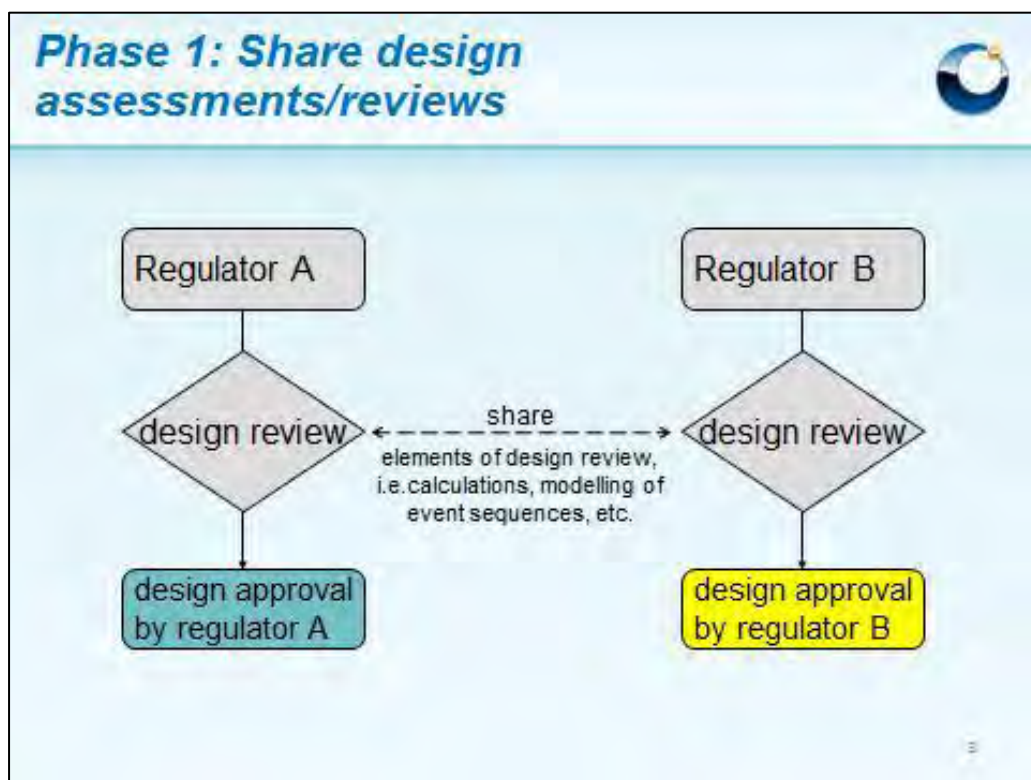 Phase 1: Share design
assessments/reviews
Regulator A
Regulator B
design review
share
design review
elements of design review,
i.e.calculations, modelling of
event sequences, etc.
design approval
by regulator A
design approval
by regulator B
3